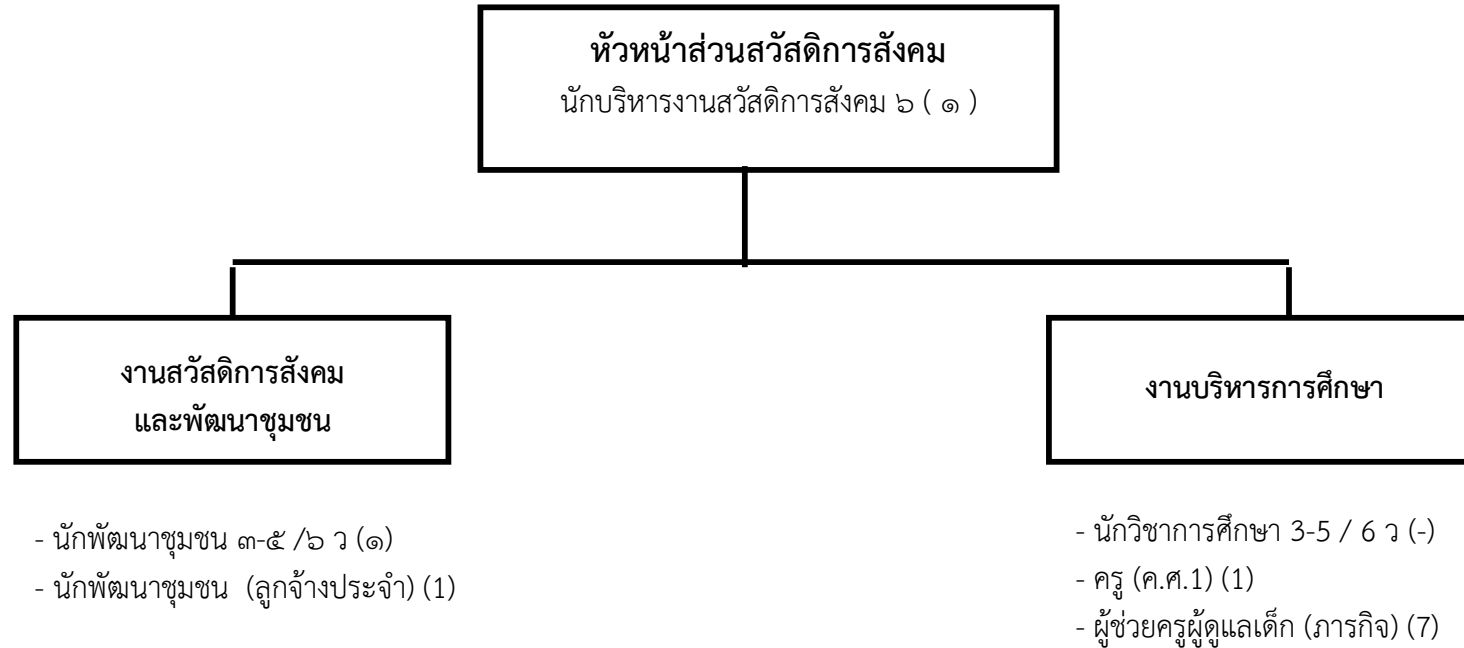 หัวหน้าส่วนสวัสดิการสังคม
นักบริหารงานสวัสดิการสังคม ๖ ( ๑ )
งานสวัสดิการสังคม
และพัฒนาชุมชน
- นักพัฒนาชุมชน ๓-๕ /๖ ว (๑)
- นักพัฒนาชุมชน  (ลูกจ้างประจำ) (1)
งานบริหารการศึกษา
- นักวิชาการศึกษา 3-5 / 6 ว (-)
- ครู (ค.ศ.1) (1)
- ผู้ช่วยครูผู้ดูแลเด็ก (ภารกิจ) (7)